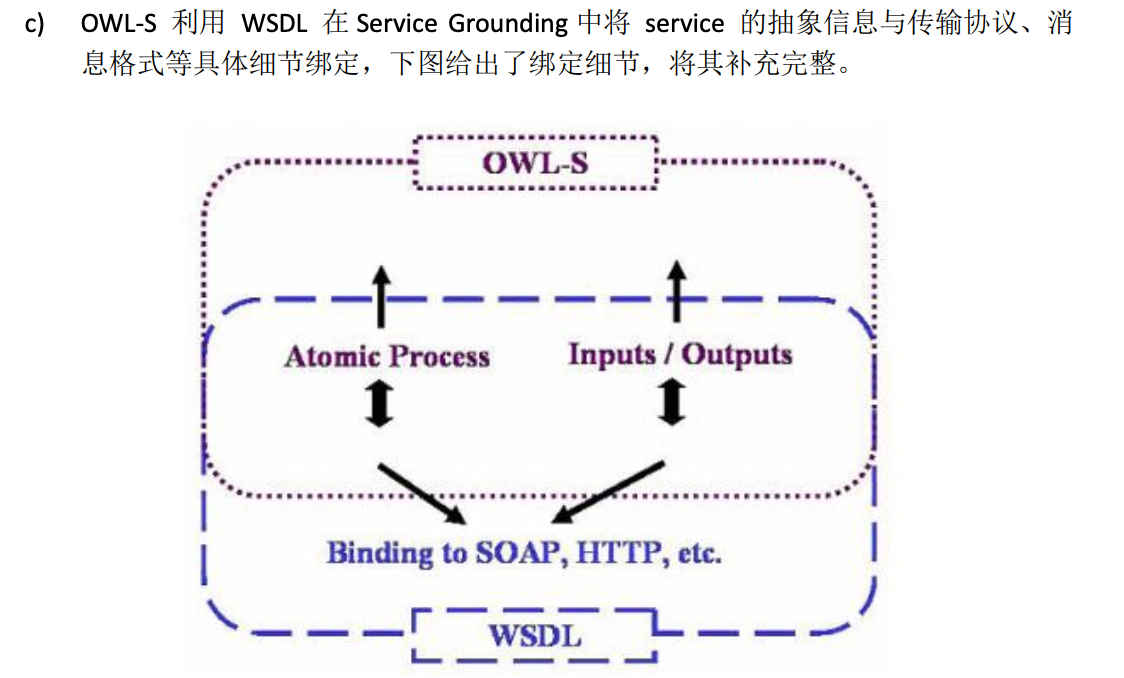 c) OWL-S 利用 WSDL 在 Service Grounding 中将 service 的抽象信息与传输协议、消
息格式等具体细节绑定，下图给出了绑定细节，将其补充完整。
OWL-S
Atomic Process Inputs / Outputs
Binding to SOAP, HTTP, etc.
WSDL